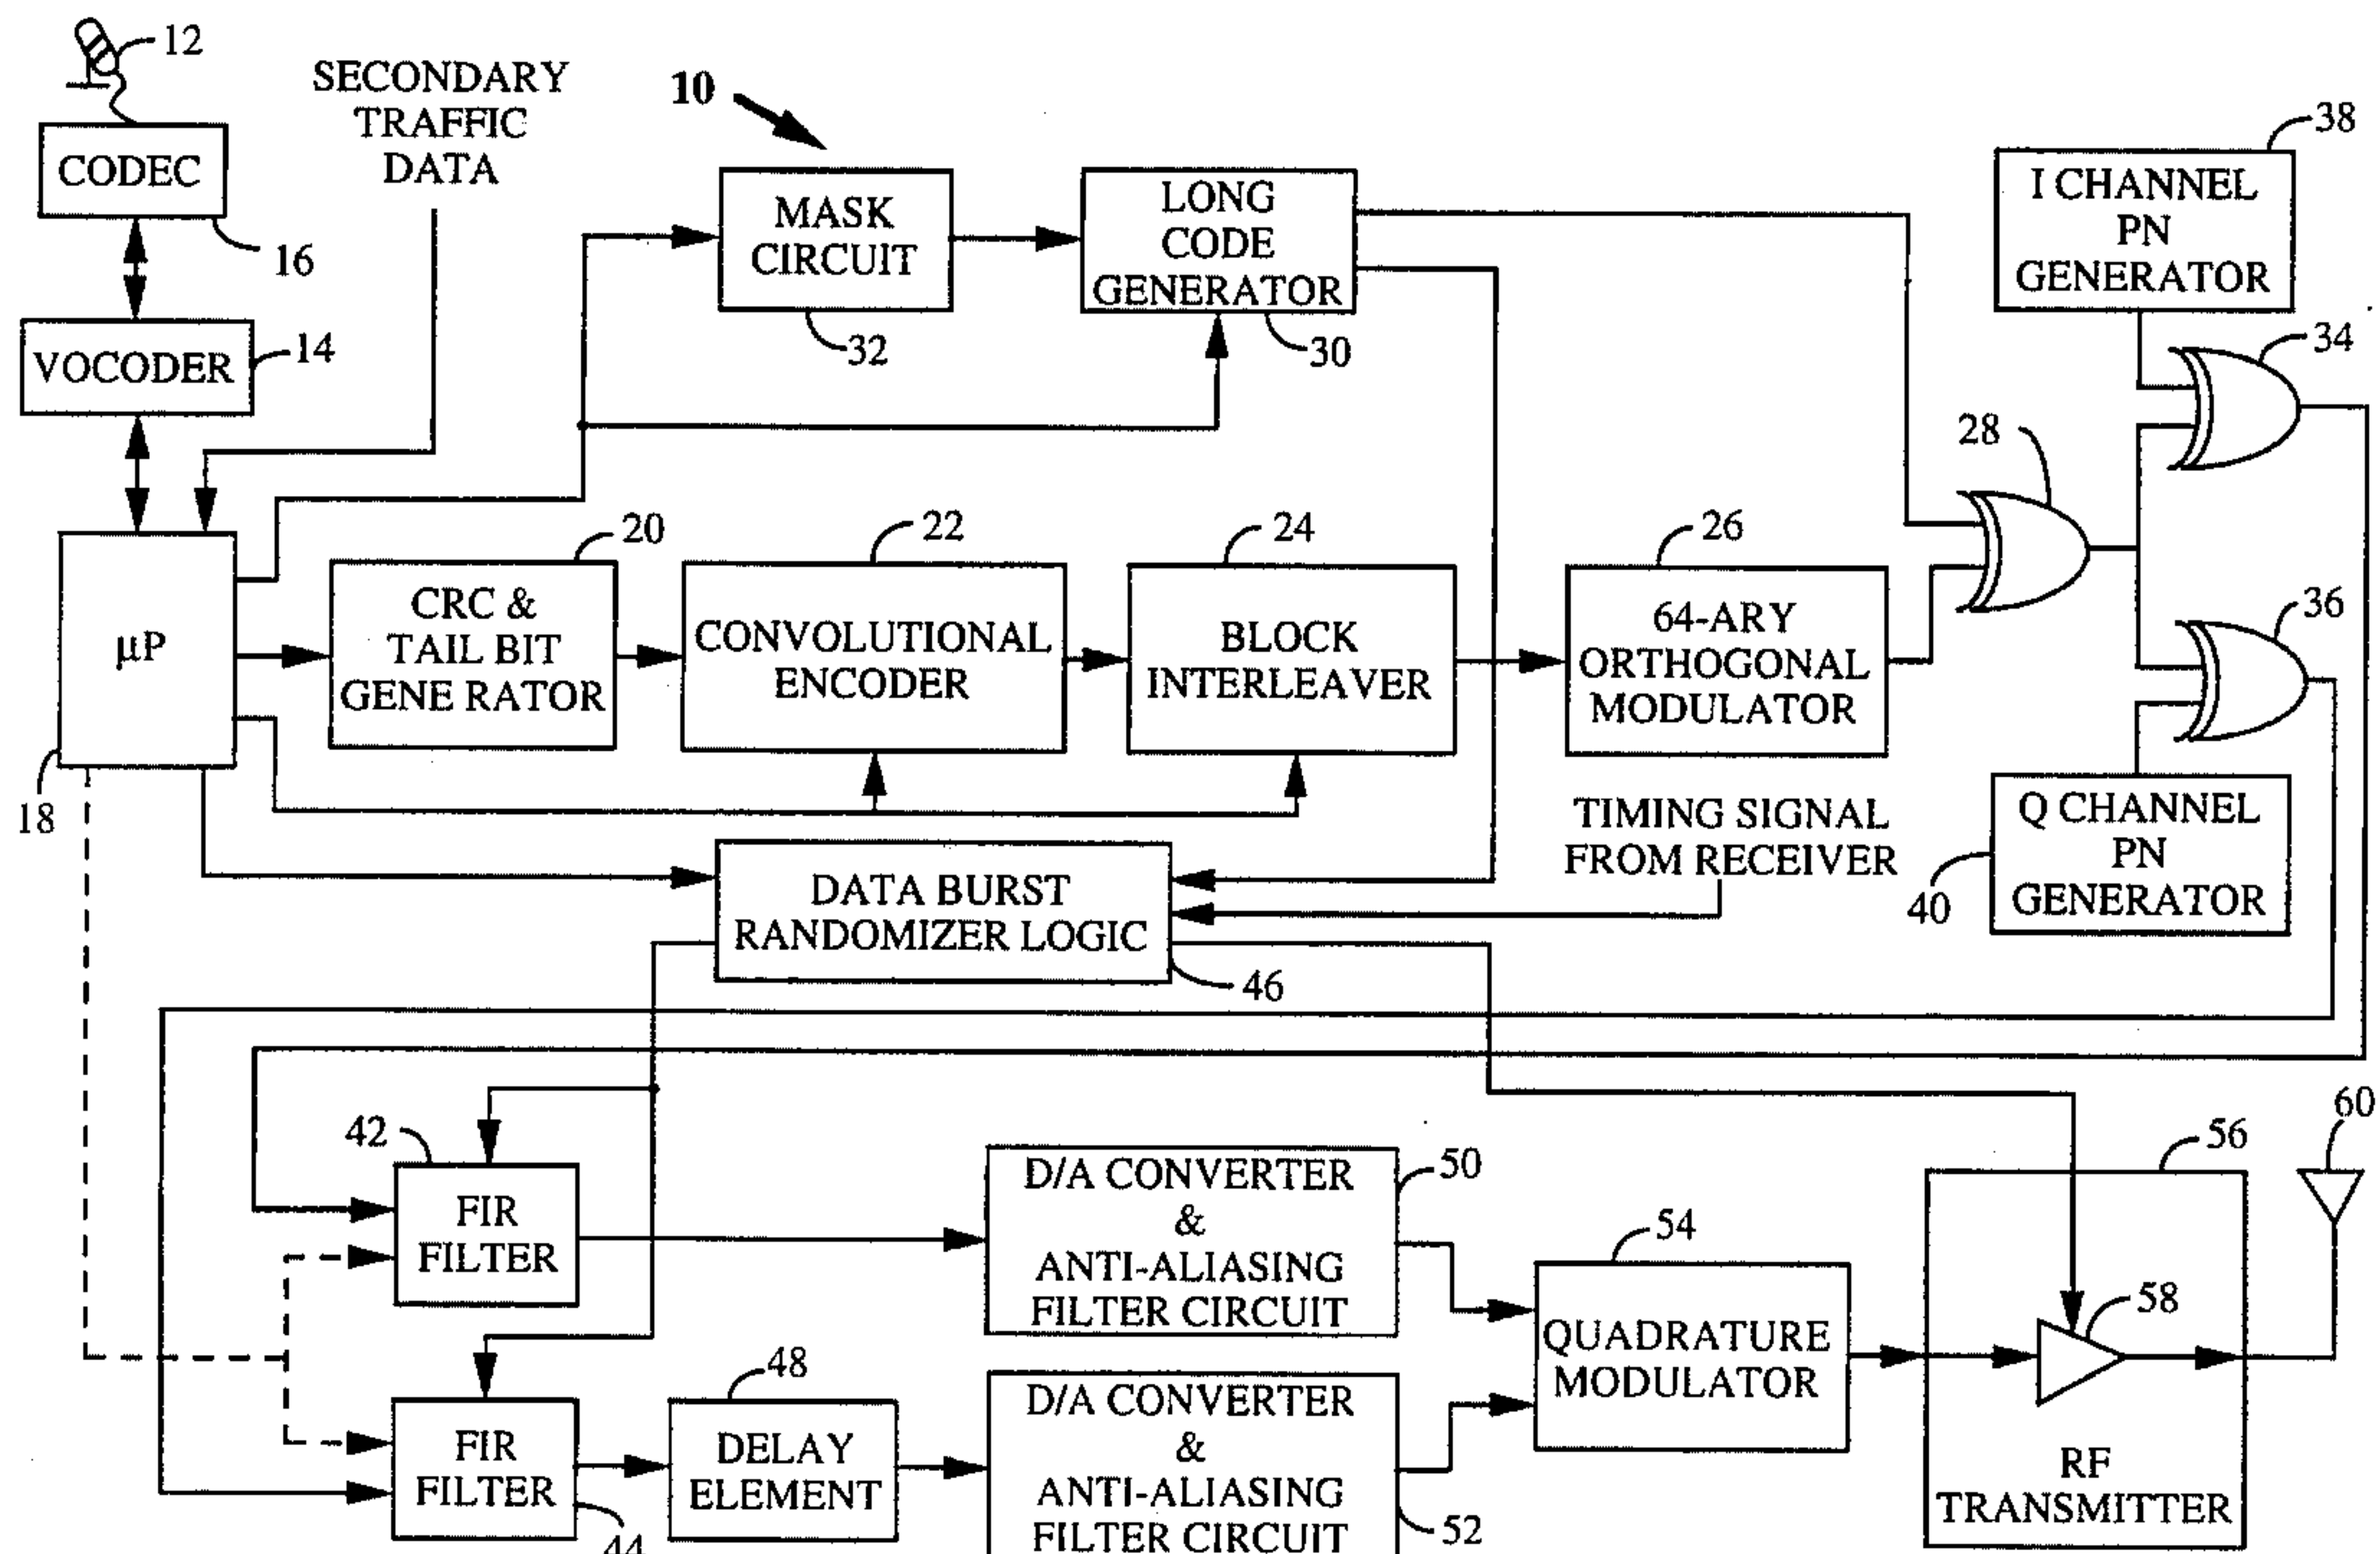 12
SECONDARY
TRAFFIC
DATA
10
38
CODEC
16
MASK
CIRCUIT
32
LONG
CODE
GENERATOR
30
I CHANNEL
PN
GENERATOR
34
VOCODER
14
28
20
22
24
26
36
μP
18
CRC &
TAIL BIT
GENE RATOR
CONVOLUTIONAL
ENCODER
BLOCK
INTERLEAVER
64-ARY
ORTHOGONAL
MODULATOR
TIMING SIGNAL
FROM RECEIVER
Q CHANNEL
PN
GENERATOR
40
DATA BURST
RANDOMIZER LOGIC
46
42
FIR
FILTER
D/A CONVERTER
&
ANTI-ALIASING
FILTER CIRCUIT
50
54
56
60
QUADRATURE
MODULATOR
58
RF
TRANSMITTER
48
FIR
FILTER
44
DELAY
ELEMENT
D/A CONVERTER
&
ANTI-ALIASING
FILTER CIRCUIT
52